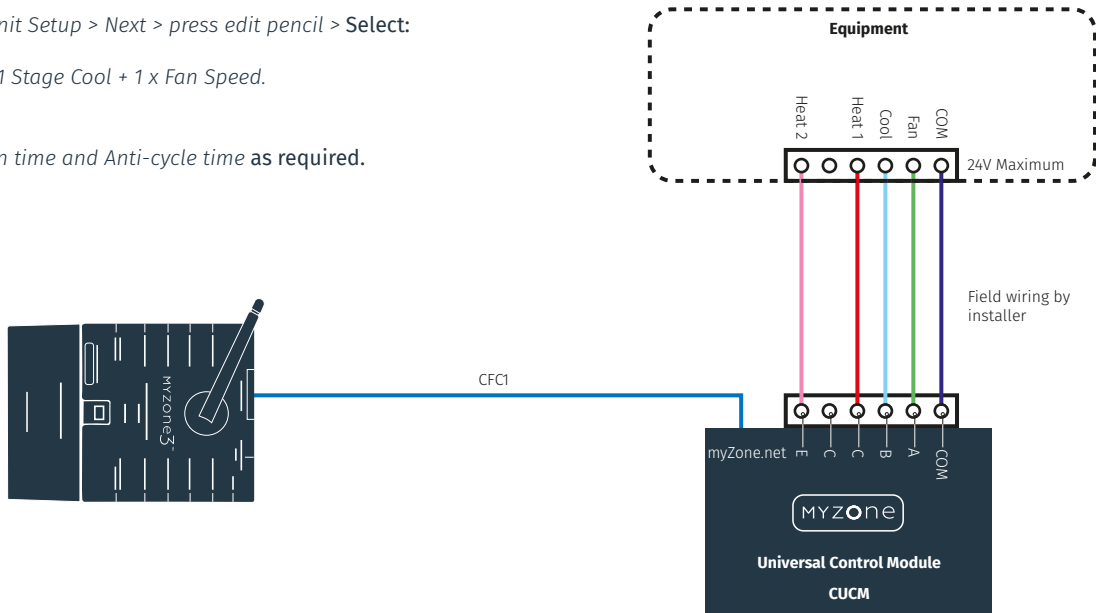 nit Setup > Next > press edit pencil > Select:
1 Stage Cool + 1 x Fan Speed.
n time and Anti-cycle time as required.
Equipment
Heat 2
Heat 1
Cool
Fan
COM
24V Maximum
Field wiring by
installer
CFC1
MYZONE3
myZone.net
E
C
C
B
A
COM
MYZONE
Universal Control Module
CUCM